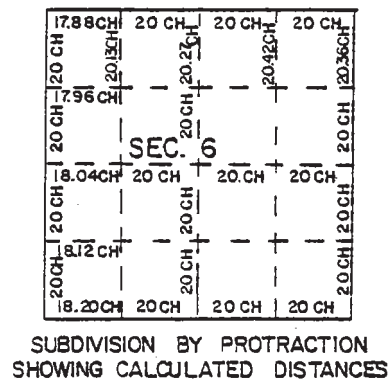 17.88CH 20 CH 20 CH 20 CH
20 CH 20.13CH 20.27CH 20.42CH 20.36CH
17.96 CH
20 CH 20 CH 20 CH
SEC. 6
18.04CH 20 CH 20. CH 20 CH
20 CH 20 CH 20 CH
18.12 CH
20 CH 20 CH 20 CH
18.20CH 20 CH 20 CH 20 CH
SUBDIVISION BY PROTRACTION
SHOWING CALCULATED DISTANCES